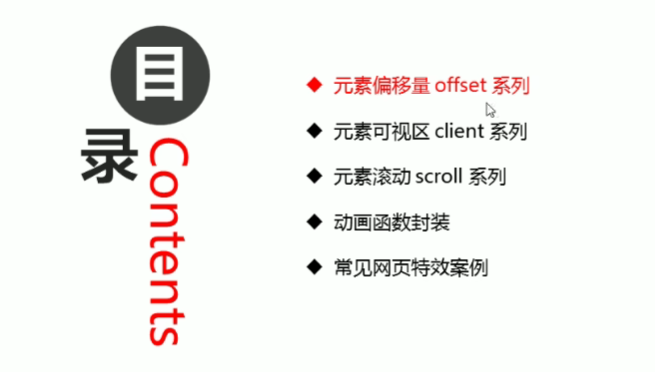 目
录
Contents
◆ 元素偏移量 offset 系列
◆ 元素可视区 client 系列
◆ 元素滚动 scroll 系列
◆ 动画函数封装
◆ 常见网页特效案例